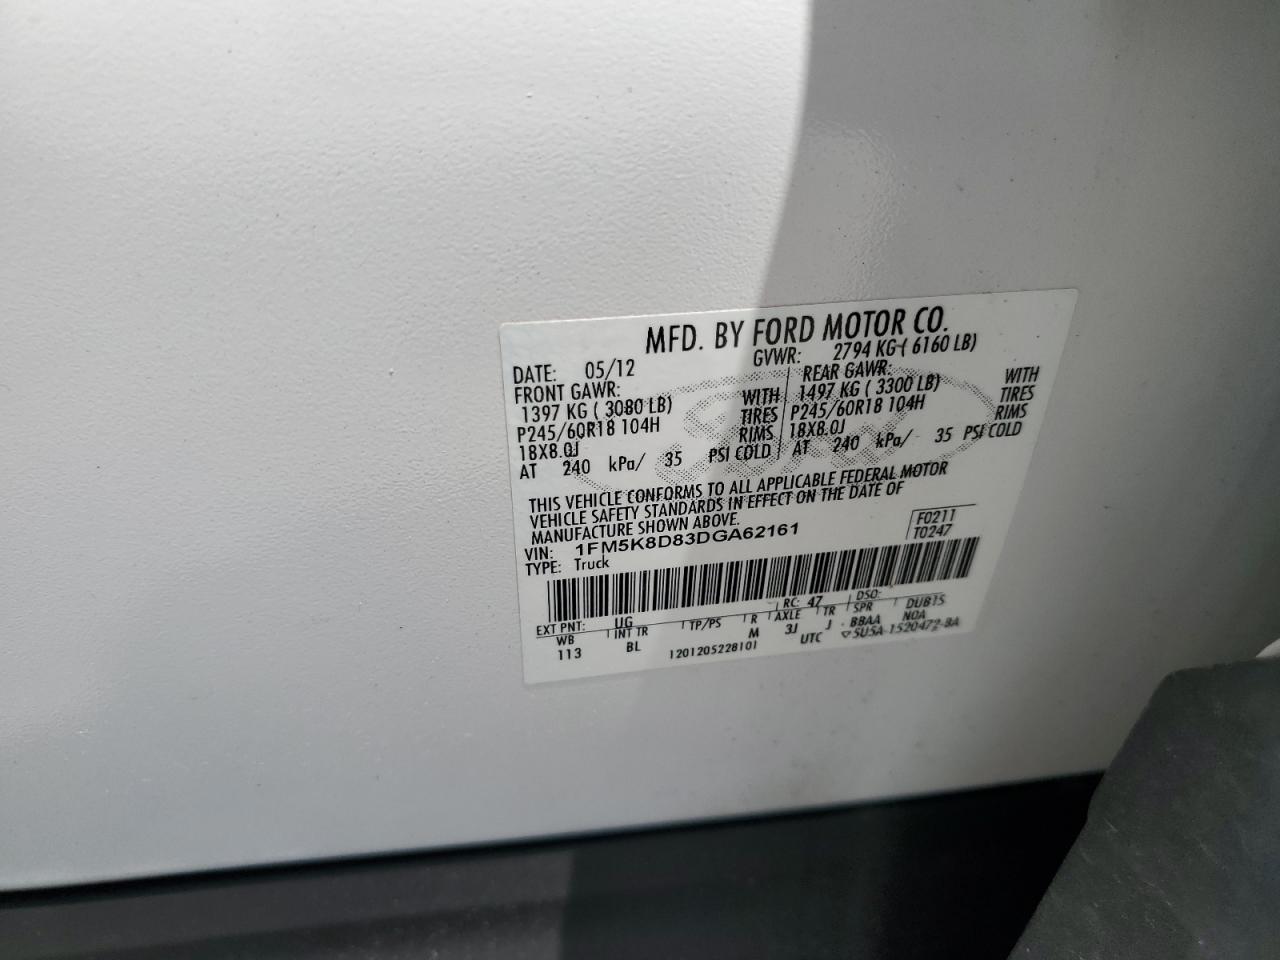 MFD. BY FORD MOTOR CO.
DATE: 05/12 GVWR: 2794 KG ( 6160 LB)
FRONT GAWR: REAR GAWR:
1397 KG ( 3080 LB) WITH 1497 KG ( 3300 LB) WITH
P245/60R18 104H TIRES P245/60R18 104H TIRES
18X8.0J RIMS 18X8.0J RIMS
AT 240 kPa/ 35 PSI COLD AT 240 kPa/ 35 PSI COLD
THIS VEHICLE CONFORMS TO ALL APPLICABLE FEDERAL MOTOR
VEHICLE SAFETY STANDARDS IN EFFECT ON THE DATE OF
MANUFACTURE SHOWN ABOVE.
VIN: 1FM5K8D83DGA62161 F0211
TYPE: Truck T0247
EXT PNT: UG RC: 47 DSO:
WB INT TR TP/PS R AXLE TR SPR DUB15
113 BL M 3J J BBAA NOA
1201205228101 UTC ▽5U5A-1520472-BA